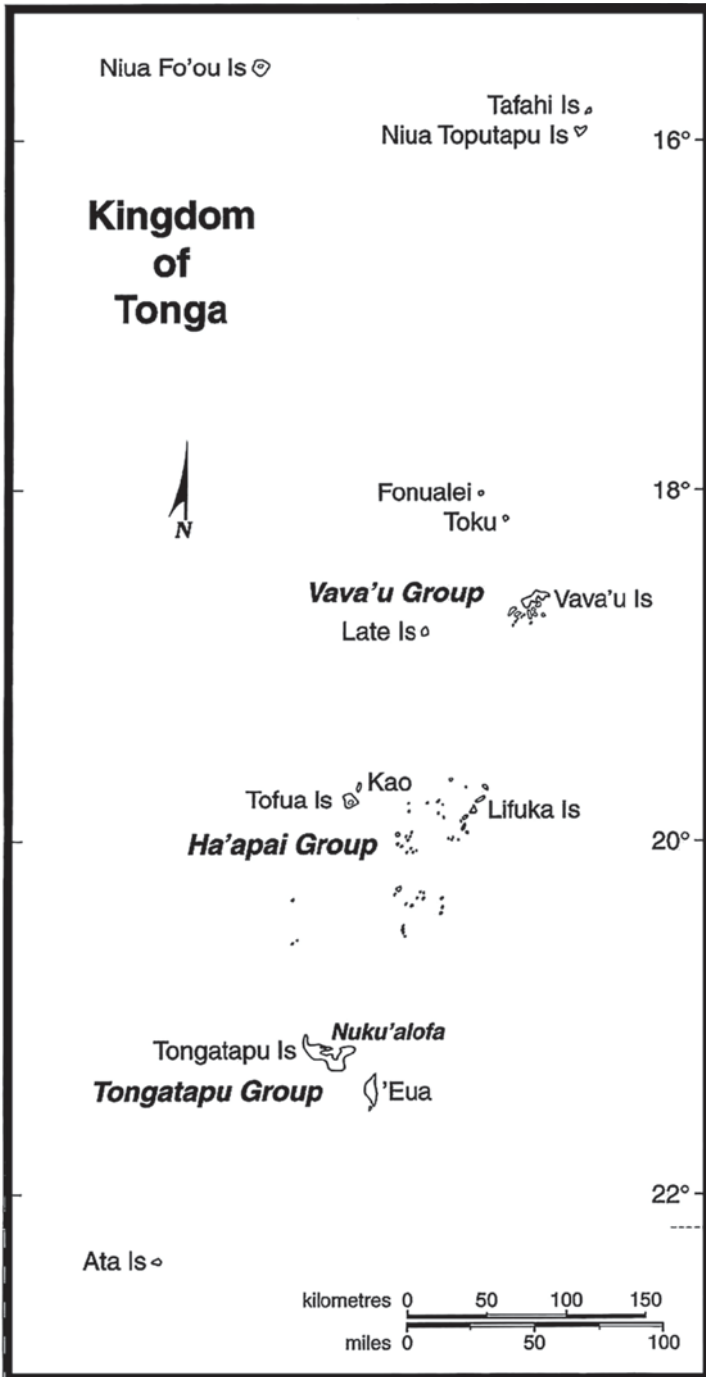 Niua Fo'ou Is
Tafahi Is
Niua Toputapu Is
16°
Kingdom
of
Tonga
N
Fonualei
18°
Toku
Vava'u Group
Vava'u Is
Late Is
Kao
Tofua Is
Lifuka Is
Ha'apai Group
20°
Nuku'alofa
Tongatapu Is
Tongatapu Group
'Eua
22°
Ata Is
kilometres 0 50 100 150
miles 0 50 100